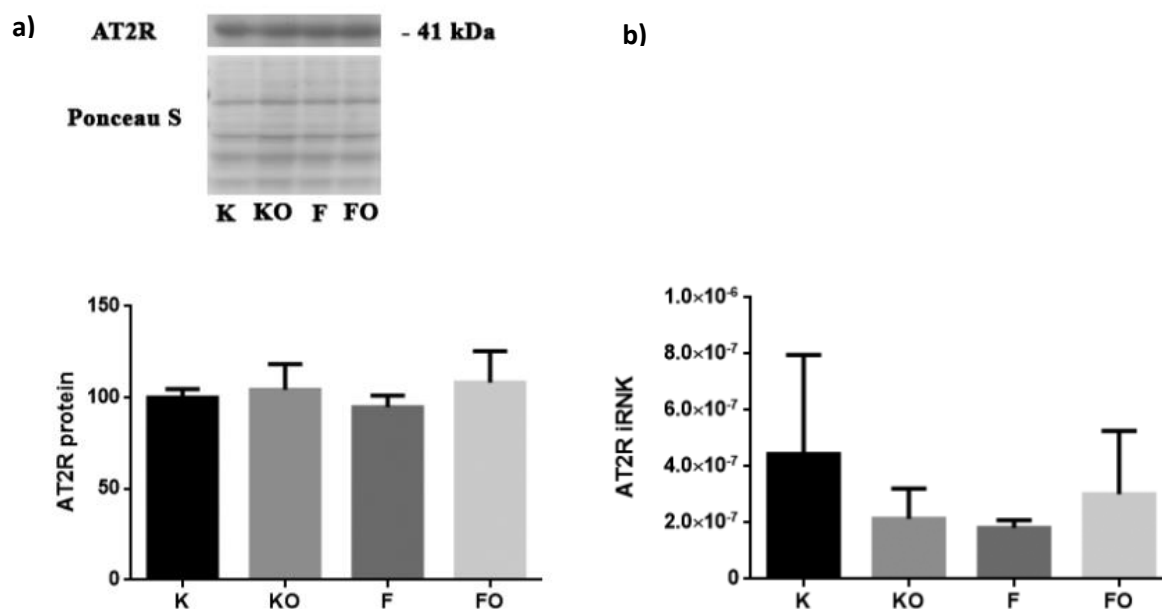 a)
AT2R
- 41 kDa
Ponceau S
K KO F FO
AT2R protein
150
100
50
0
K KO F FO
b)
AT2R iRNK
1.0×10⁻⁶
8.0×10⁻⁷
6.0×10⁻⁷
4.0×10⁻⁷
2.0×10⁻⁷
0
K KO F FO